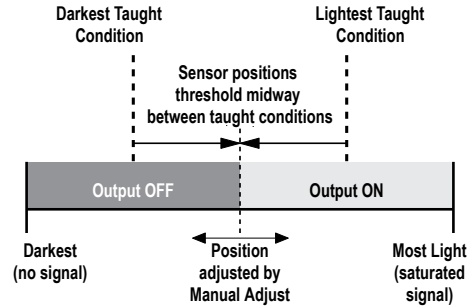 Darkest Taught
Condition
Lightest Taught
Condition
Sensor positions
threshold midway
between taught conditions
Output OFF
Output ON
Darkest
(no signal)
Position
adjusted by
Manual Adjust
Most Light
(saturated
signal)